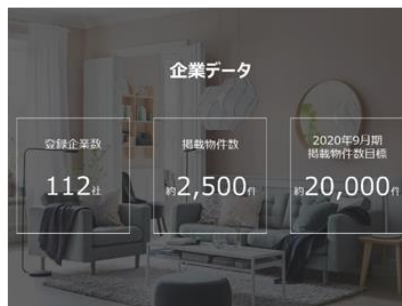 企業データ
登録企業数
112社
掲載物件数
約2,500件
2020年9月期
掲載物件数目標
約20,000件